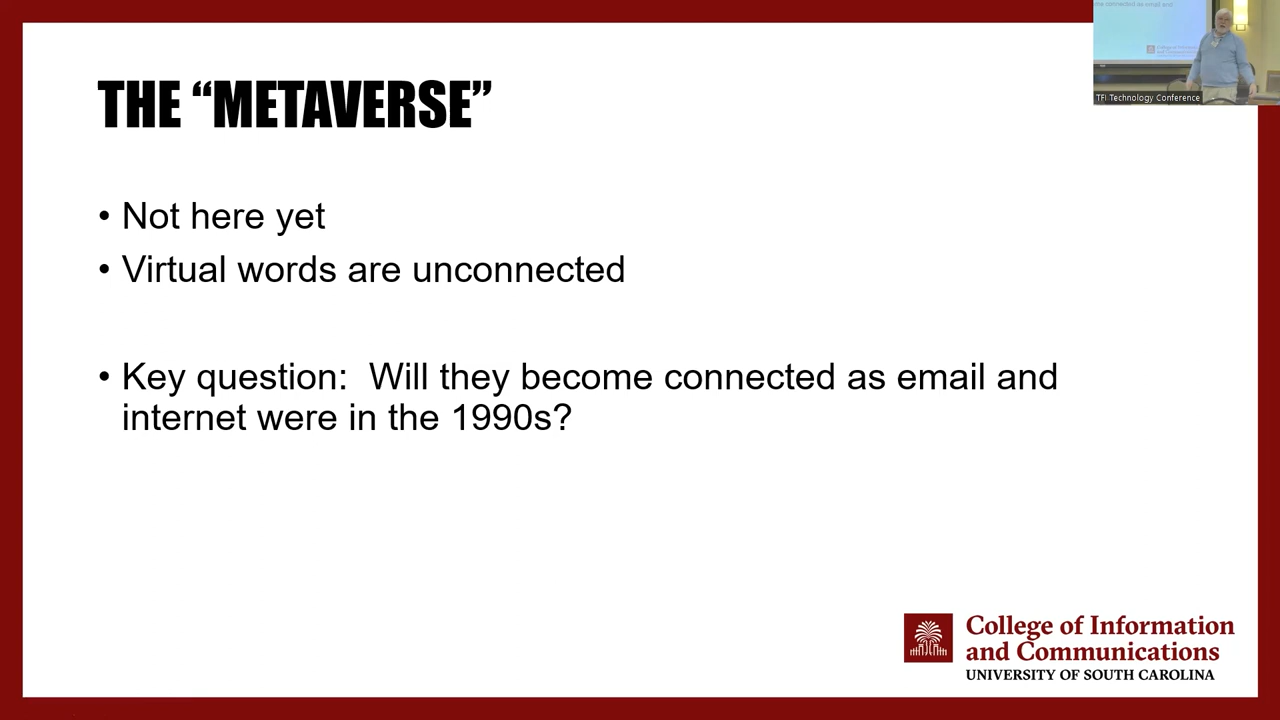 THE “METAVERSE”
• Not here yet
• Virtual words are unconnected
• Key question:  Will they become connected as email and
internet were in the 1990s?
TFI Technology Conference
College of Information
and Communications
UNIVERSITY OF SOUTH CAROLINA